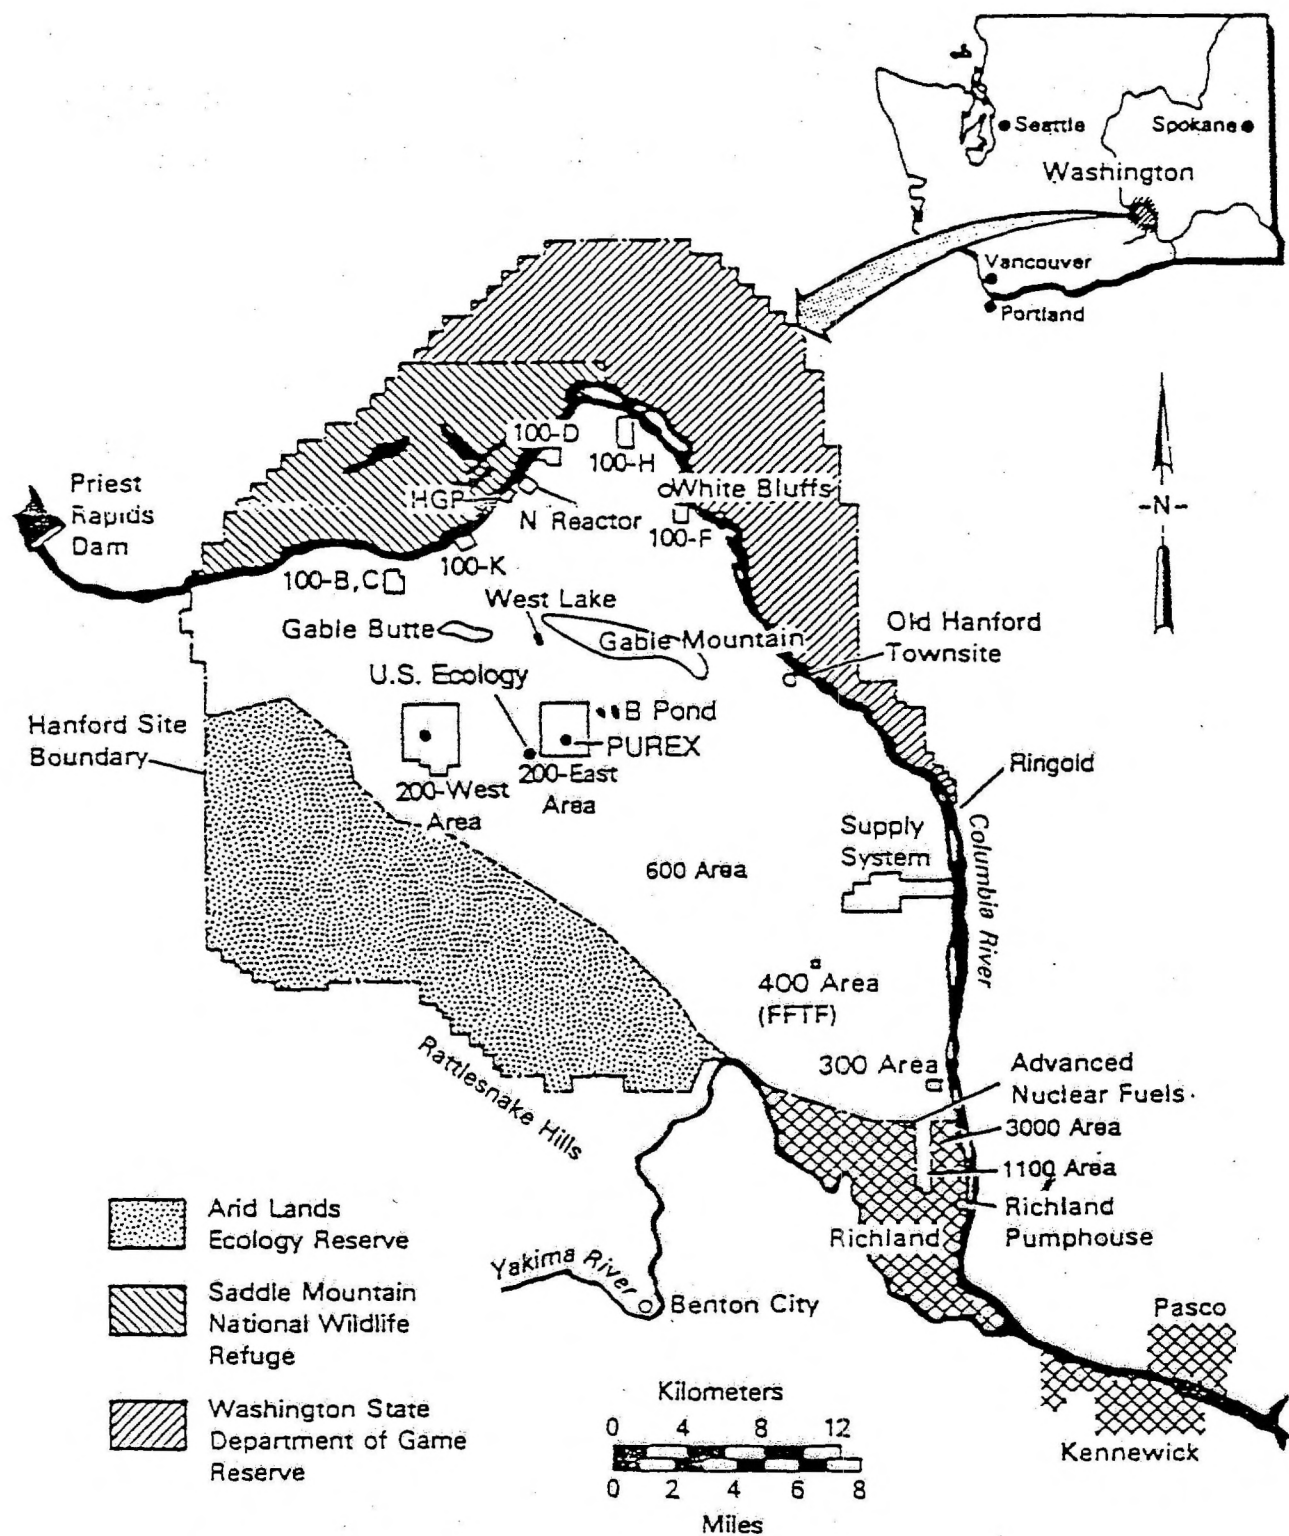 Seattle
Spokane
Washington
Vancouver
Portland
-N-
Priest
Rapids
Dam
100-D
100-H
HGP
N Reactor
White Bluffs
100-F
100-K
100-B,C
West Lake
Gable Butte
Gable Mountain
Old Hanford
Townsite
U.S. Ecology
B Pond
PUREX
Hanford Site
Boundary
200-West
Area
200-East
Area
Ringold
Columbia River
Supply
System
600 Area
400 Area
(FFTF)
300 Area
Advanced
Nuclear Fuels
3000 Area
1100 Area
Richland
Pumphouse
Richland
Rattlesnake Hills
Yakima River
Benton City
Pasco
Kennewick
Arid Lands
Ecology Reserve
Saddle Mountain
National Wildlife
Refuge
Washington State
Department of Game
Reserve
Kilometers
0 4 8 12
0 2 4 6 8
Miles